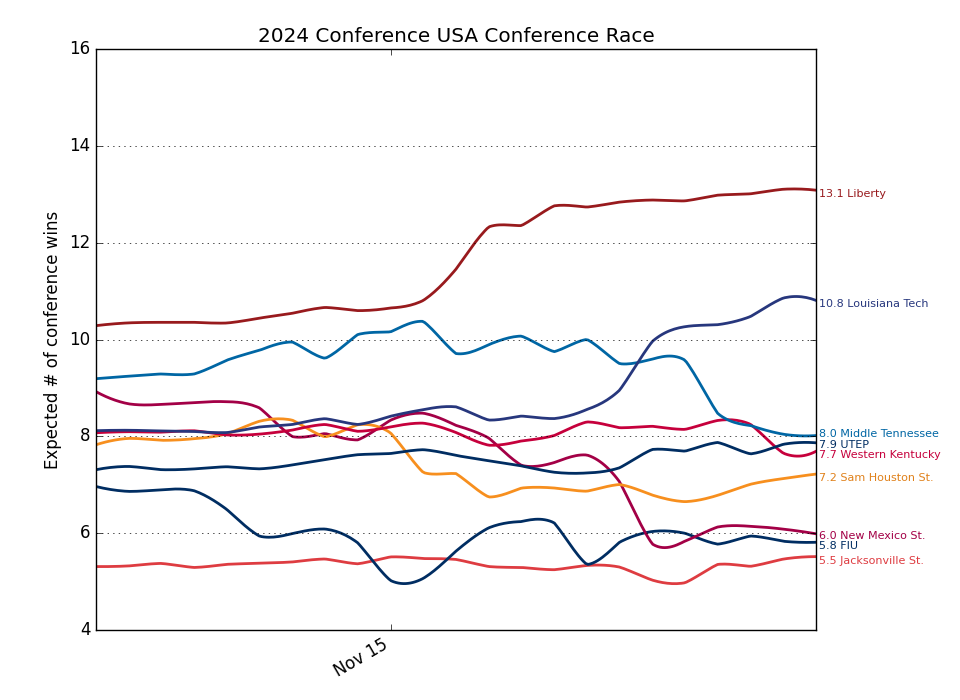 2024 Conference USA Conference Race
Expected # of conference wins
16
14
12
10
8
6
4
Nov 15
13.1 Liberty
10.8 Louisiana Tech
8.0 Middle Tennessee
7.9 UTEP
7.7 Western Kentucky
7.2 Sam Houston St.
6.0 New Mexico St.
5.8 FIU
5.5 Jacksonville St.